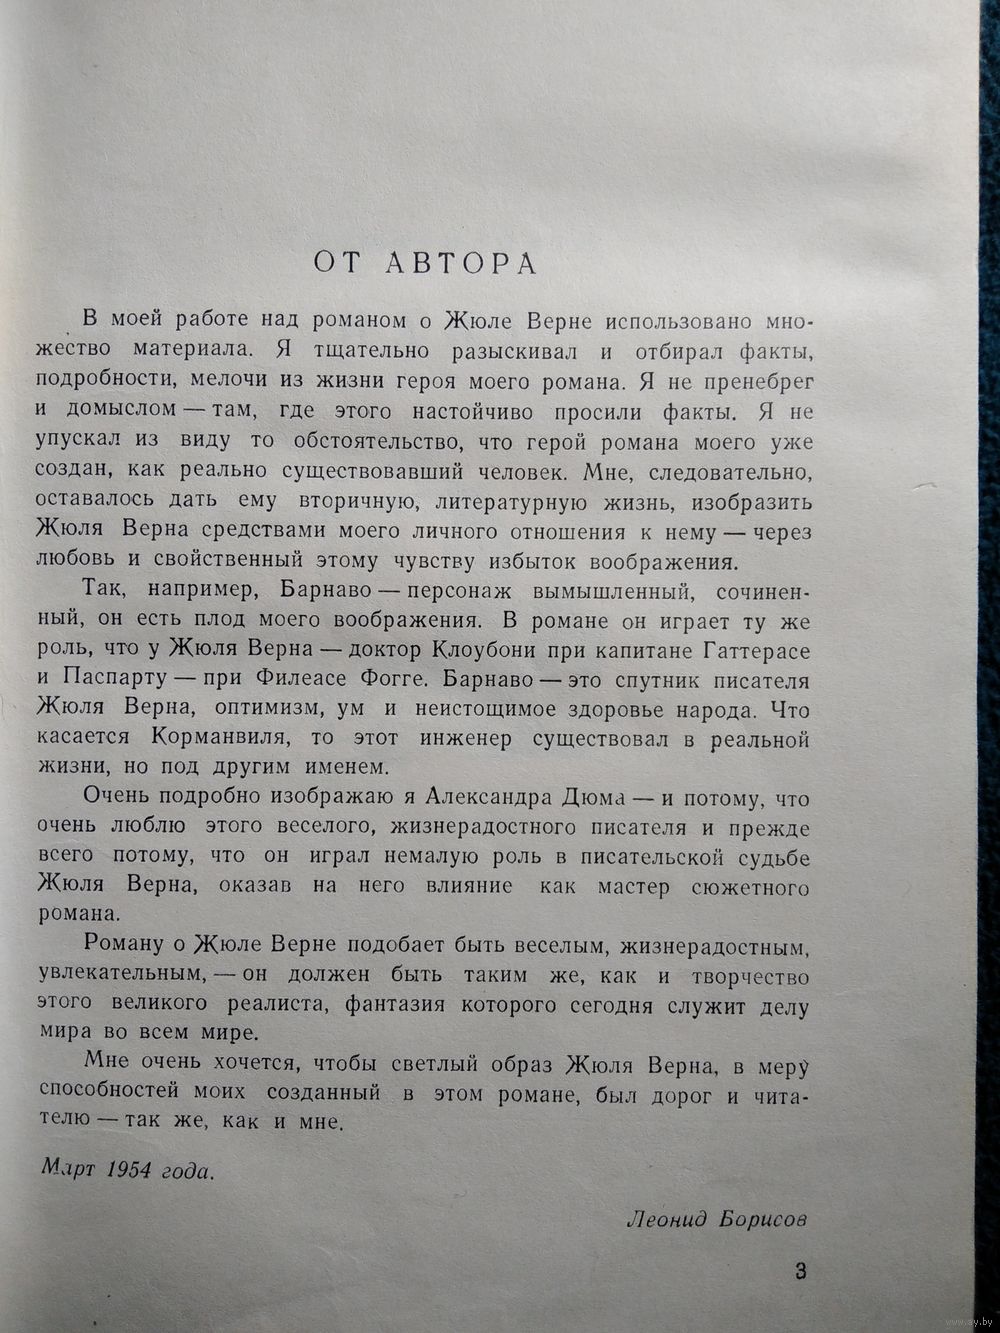 ОТ АВТОРА
В моей работе над романом о Жюле Верне использовано мно-
жество материала. Я тщательно разыскивал и отбирал факты,
подробности, мелочи из жизни героя моего романа. Я не пренебрег
и домыслом — там, где этого настойчиво просили факты. Я не
упускал из виду то обстоятельство, что герой романа моего уже
создан, как реально существовавший человек. Мне, следовательно,
оставалось дать ему вторичную, литературную жизнь, изобразить
Жюля Верна средствами моего личного отношения к нему — через
любовь и свойственный этому чувству избыток воображения.
Так, например, Барнаво — персонаж вымышленный, сочинен-
ный, он есть плод моего воображения. В романе он играет ту же
роль, что у Жюля Верна — доктор Клоубони при капитане Гаттерасе
и Паспарту — при Филеасе Фогге. Барнаво — это спутник писателя
Жюля Верна, оптимизм, ум и неистощимое здоровье народа. Что
касается Корманвиля, то этот инженер существовал в реальной
жизни, но под другим именем.
Очень подробно изображаю я Александра Дюма — и потому, что
очень люблю этого веселого, жизнерадостного писателя и прежде
всего потому, что он играл немалую роль в писательской судьбе
Жюля Верна, оказав на него влияние как мастер сюжетного
романа.
Роману о Жюле Верне подобает быть веселым, жизнерадостным,
увлекательным, — он должен быть таким же, как и творчество
этого великого реалиста, фантазия которого сегодня служит делу
мира во всем мире.
Мне очень хочется, чтобы светлый образ Жюля Верна, в меру
способностей моих созданный в этом романе, был дорог и чита-
телю — так же, как и мне.
Март 1954 года.
Леонид Борисов
3
www.ay.by